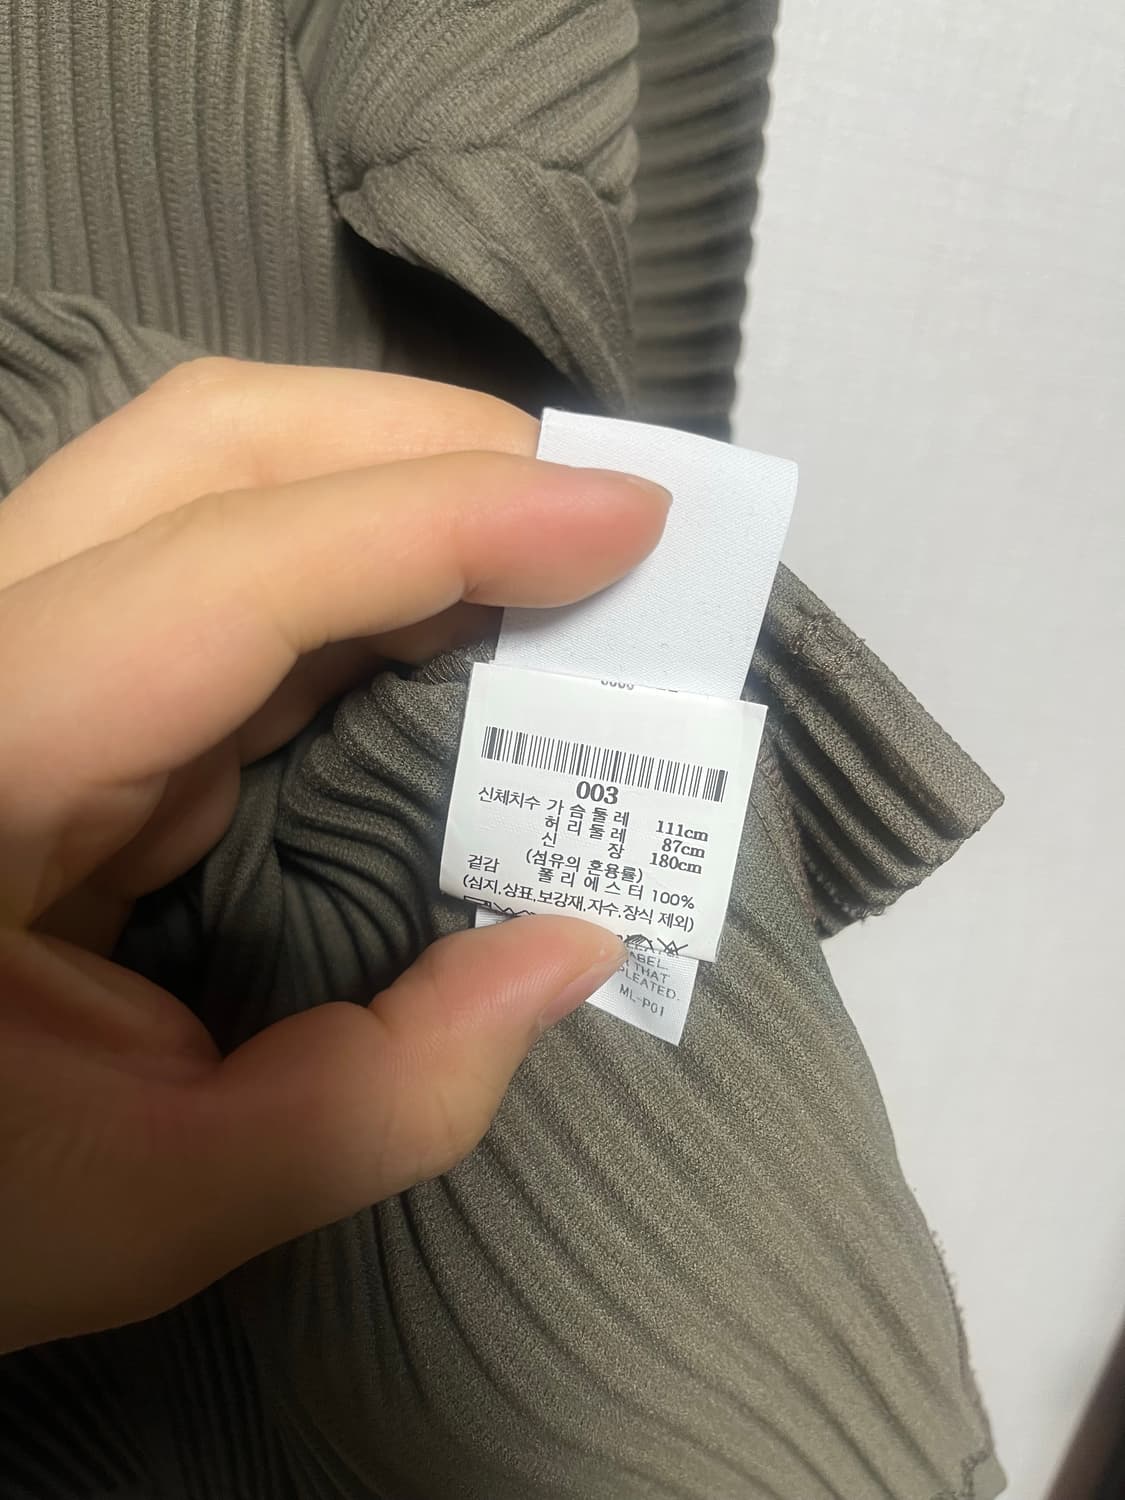 003
신체치수 가슴둘레 111cm
허리둘레 87cm
신장 180cm
(섬유의 혼용률)
겉감 폴리에스터 100%
(심지,상표,보강재,자수,장식 제외)
ABEL.
THAT
PLEATED.
ML-P01